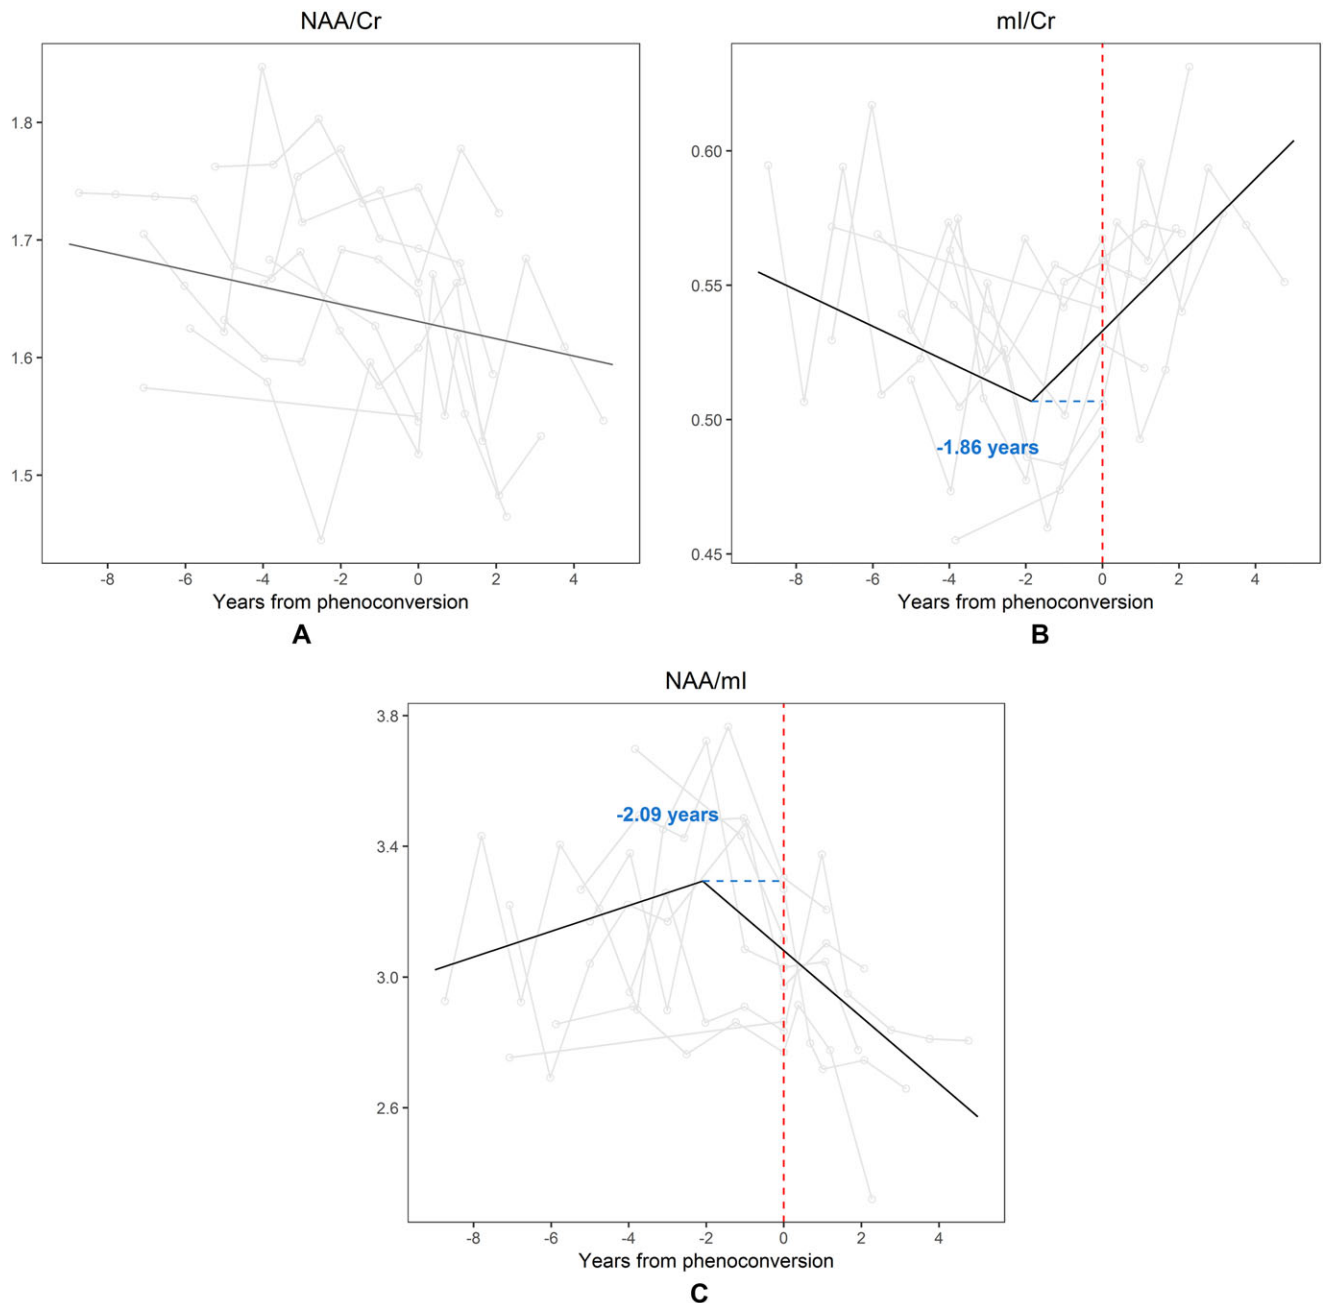 NAA/Cr
1.8
1.7
1.6
1.5
-8 -6 -4 -2 0 2 4
Years from phenoconversion
A
mI/Cr
0.60
0.55
0.50
0.45
-1.86 years
-8 -6 -4 -2 0 2 4
Years from phenoconversion
B
NAA/mI
3.8
3.4
3.0
2.6
-2.09 years
-8 -6 -4 -2 0 2 4
Years from phenoconversion
C